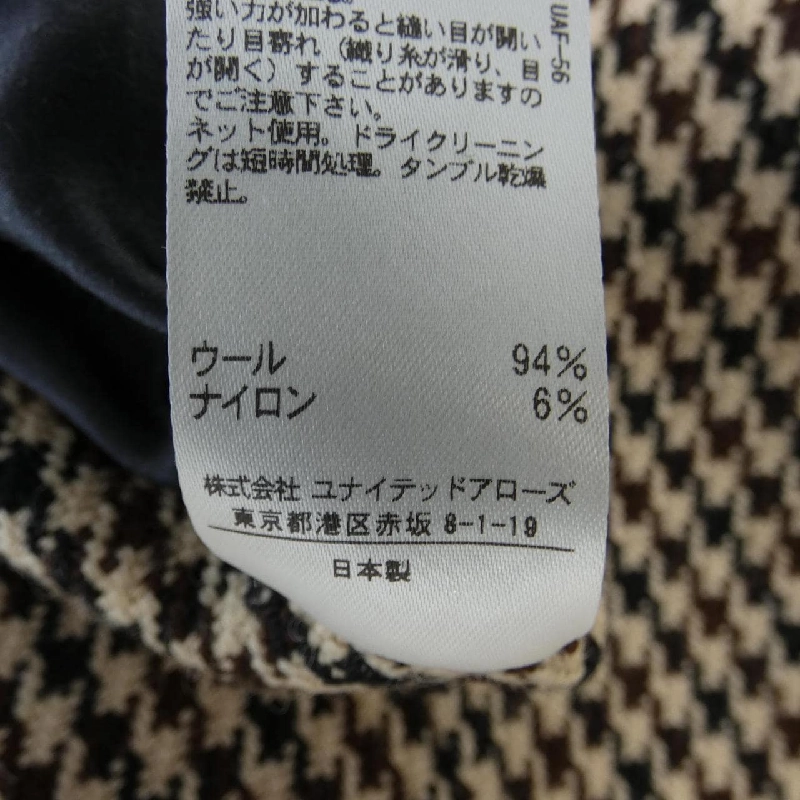 強い力が加わると縫い目が開い
たり目寄れ（織り糸が滑り、目
が開く）することがありますの
でご注意下さい。
ネット使用。ドライクリーニン
グは短時間処理。タンブル乾燥
禁止。
UAF-56
ウール 94%
ナイロン 6%
株式会社 ユナイテッドアローズ
東京都港区赤坂 8-1-19
日本製